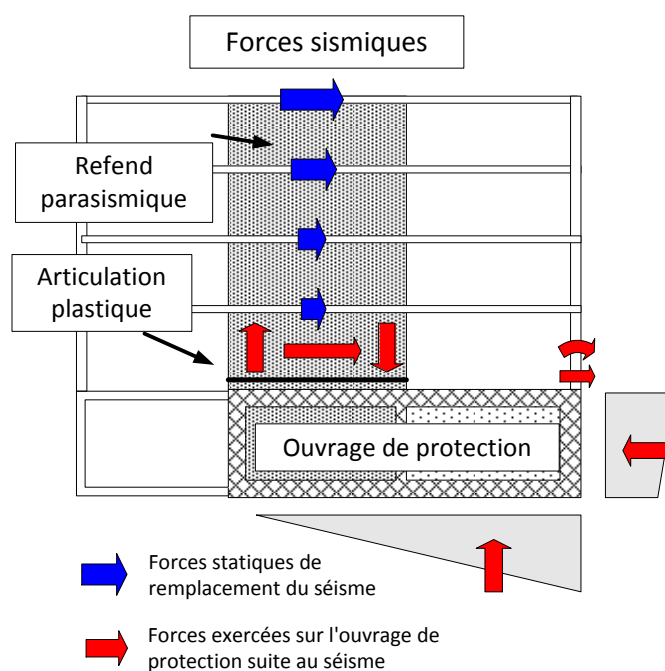 Forces sismiques
Refend
parasismique
Articulation
plastique
Ouvrage de protection
Forces statiques de
remplacement du séisme
Forces exercées sur l'ouvrage de
protection suite au séisme